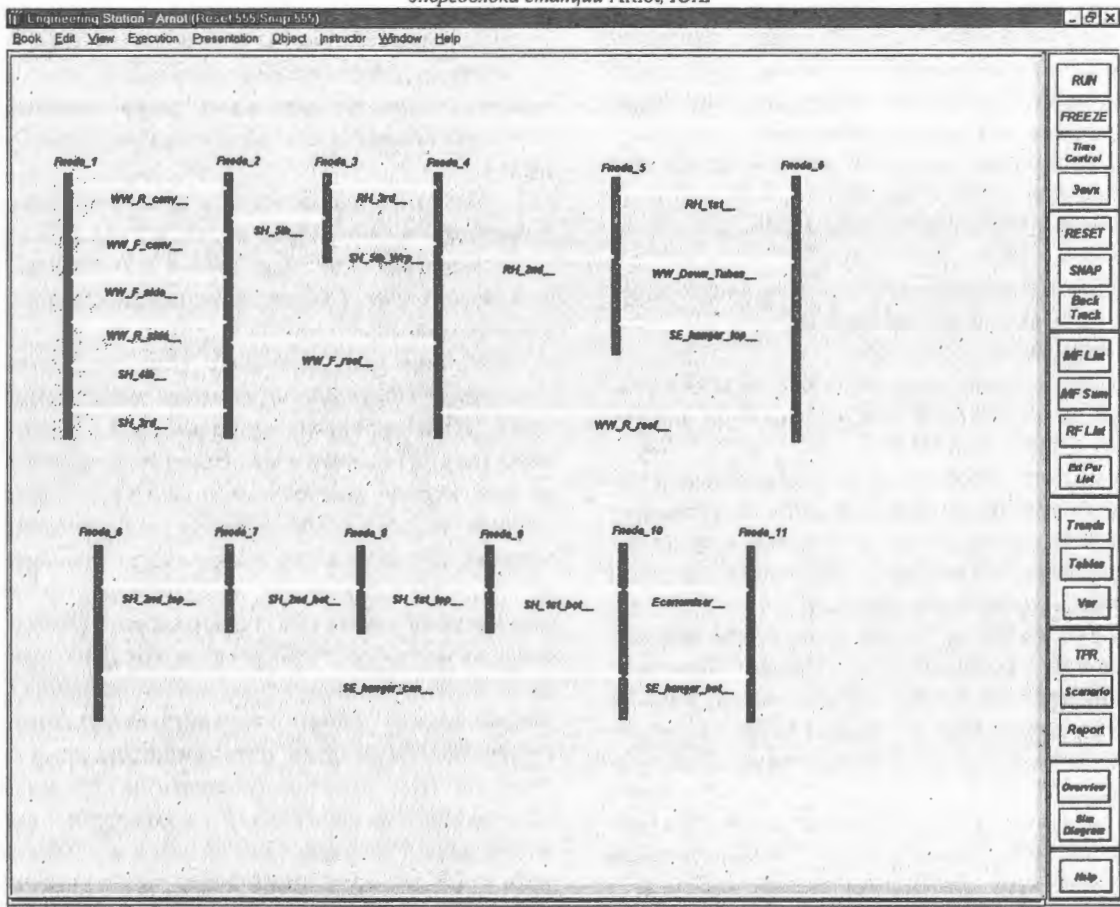 Engineering Station - Arnot (Reset:555 Snap:555)
Book Edit View Execution Presentation Object Instructor Window Help
Fnode_1 Fnode_2 Fnode_3 Fnode_4 Fnode_5
WW_R_conv__ RH_3rd__ RH_1st__
SH_5th__
WW_F_conv__ SH_5th_Wrp__ RH_2nd__ WW_Down_Tubes__
WW_F_side__
WW_R_side__ SE_hanger_top__
WW_F_roof__
SH_4th__
SH_3rd__ WW_R_roof__
Fnode_6 Fnode_7 Fnode_8 Fnode_9 Fnode_10 Fnode_11
SH_2nd_top__ SH_2nd_bot__ SH_1st_top__ SH_1st_bot__
SE_hanger_bot__
RUN
FREEZE
Time
Control
RESET
SNAP
Back
Track
MF List
MF Sum
RF List
Trends
Tables
Var
TPR
Scenario
Report
Overview
Sim
Diagram
Help